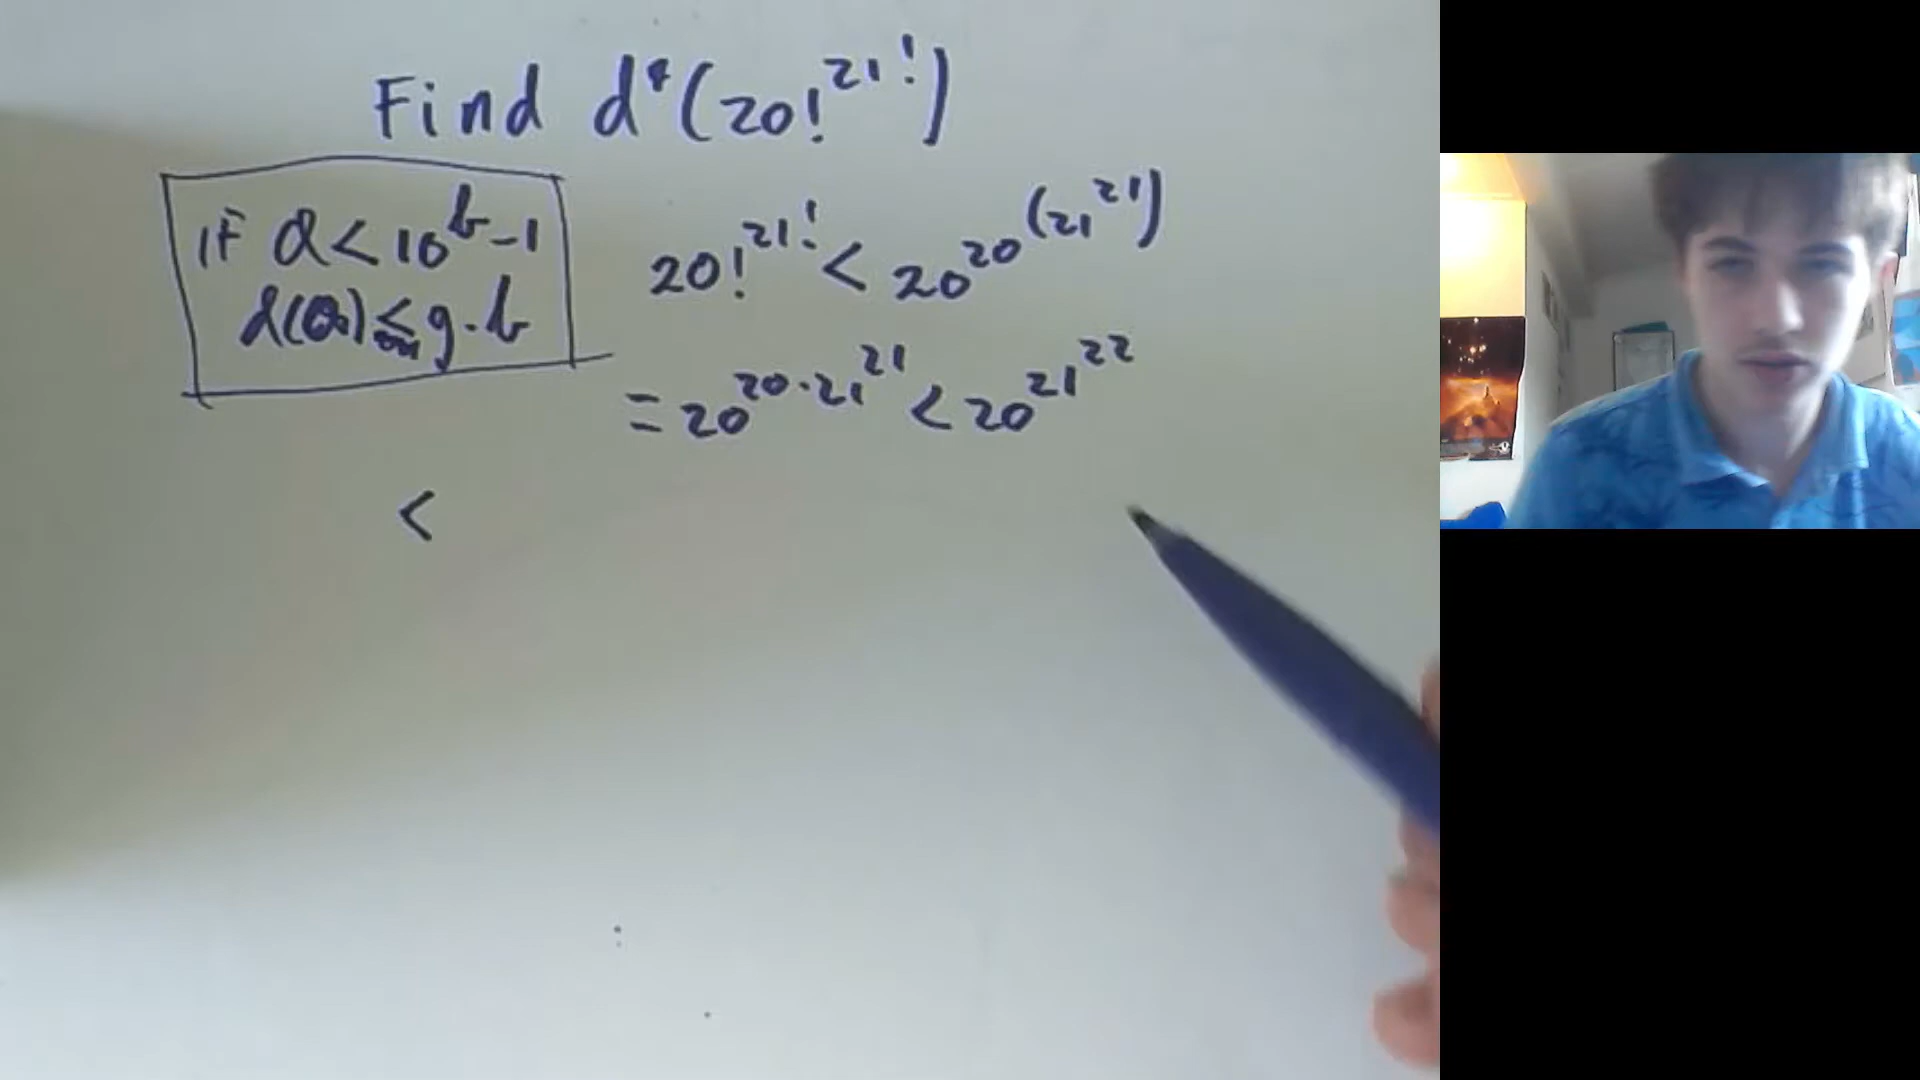 Find d⁴(20!^21!)
IF a < 10^b - 1
d(a) ≤ 9 · b
20!^21! < 20^20^(21^21)
= 20^20·21^21 < 20^21^22
<